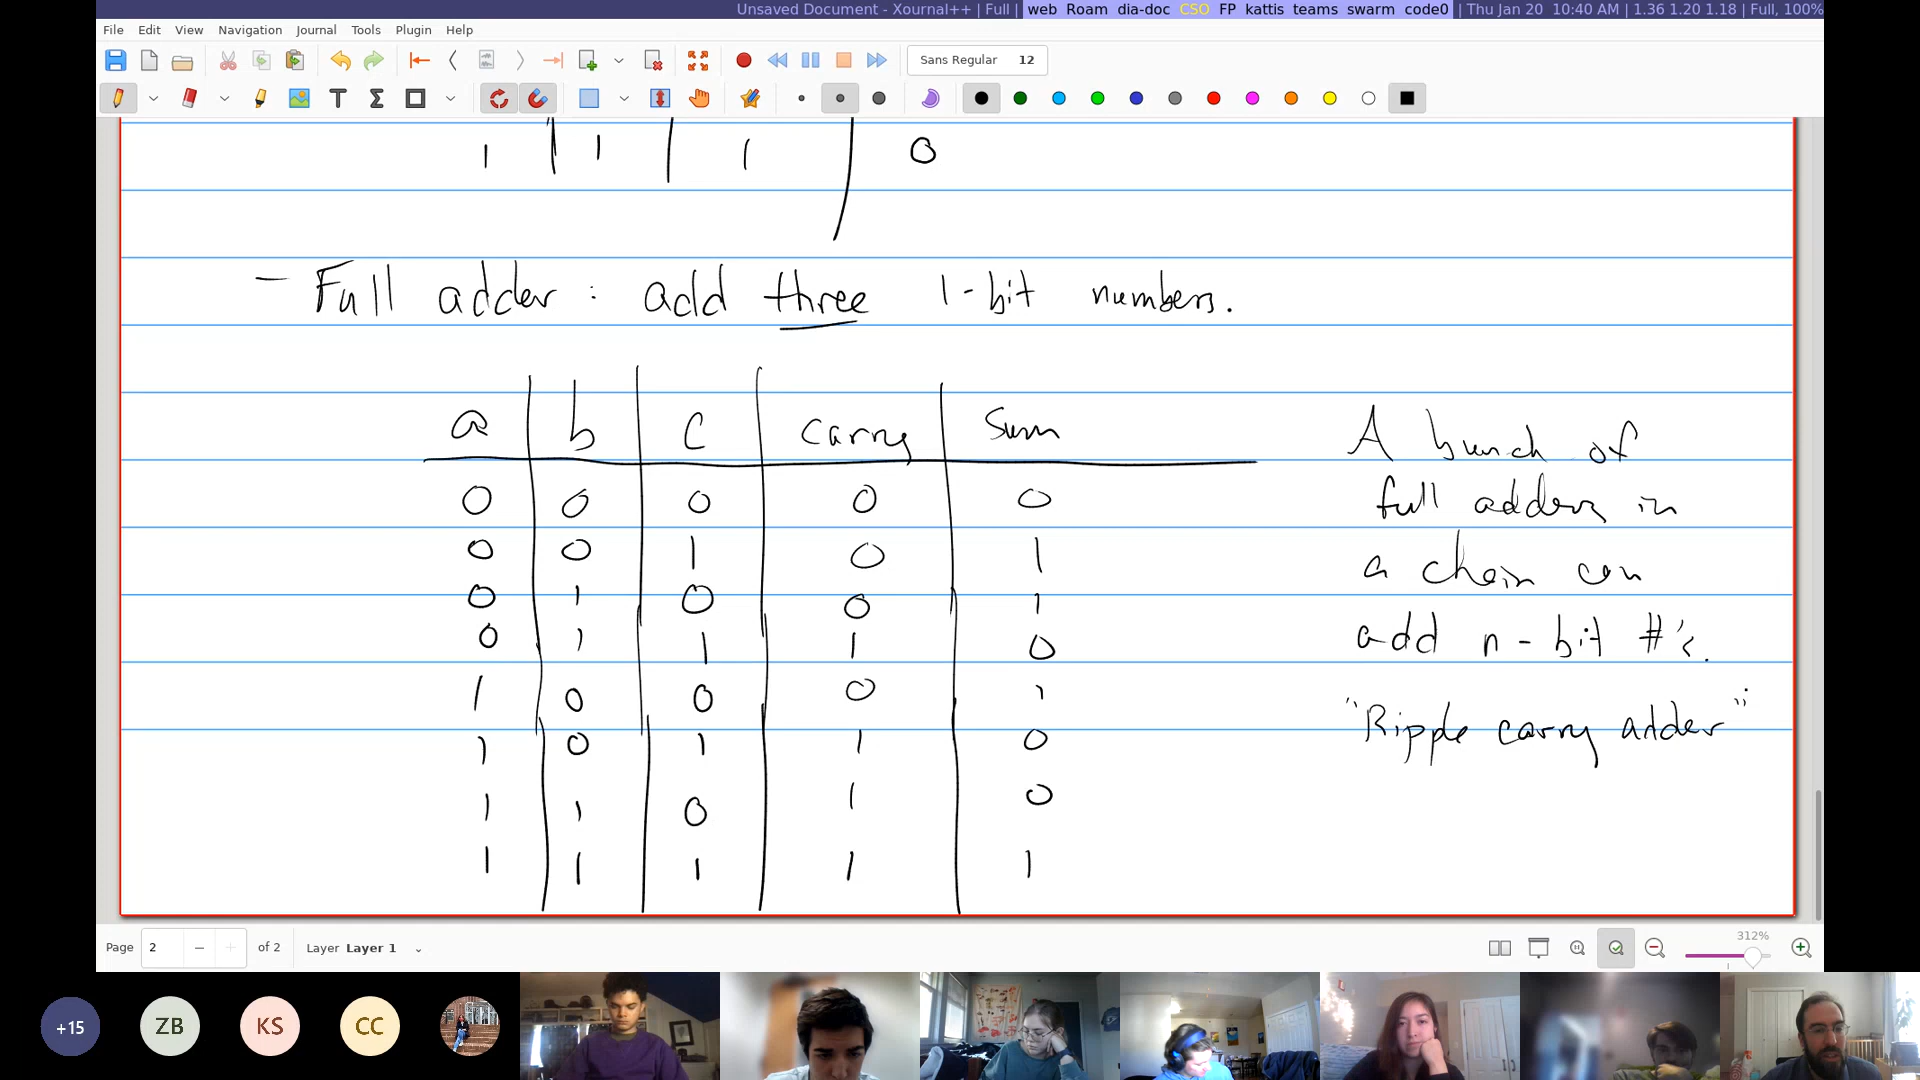 Unsaved Document - Xournal++ | Full | web Roam dia-doc CSO FP kattis teams swarm code0 | Thu Jan 20 10:40 AM | 1.36 1.20 1.18 | Full, 100%
File Edit View Navigation Journal Tools Plugin Help
Sans Regular 12
1 1 1 0
- Full adder : add three 1-bit numbers.
a b c carry sum
0 0 0 0 0
0 0 1 0 1
0 1 0 0 1
0 1 1 1 0
1 0 0 0 1
1 0 1 1 0
1 1 0 1 0
1 1 1 1 1
A bunch of
full adders in
a chain can
add n-bit #'s.
"Ripple carry adder"
Page 2 of 2 Layer Layer 1 312%
+15 ZB KS CC